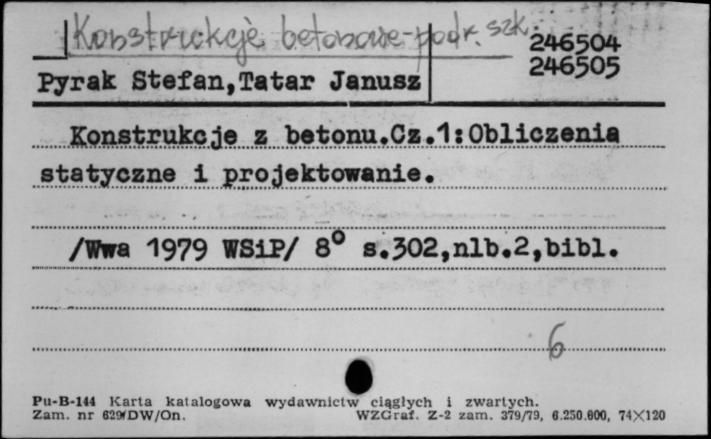 Konstrukcje betonowe-podr. szk.
246504
246505
Pyrak Stefan,Tatar Janusz
Konstrukcje z betonu.Cz.1:Obliczenia
statyczne i projektowanie.
/Wwa 1979 WSiP/ 8° s.302,nlb.2,bibl.
6
Pu-B-144 Karta katalogowa wydawnictw ciągłych i zwartych.
Zam. nr 629/DW/On. WZGraf. Z-2 zam. 379/79, 6.250.000, 74X120